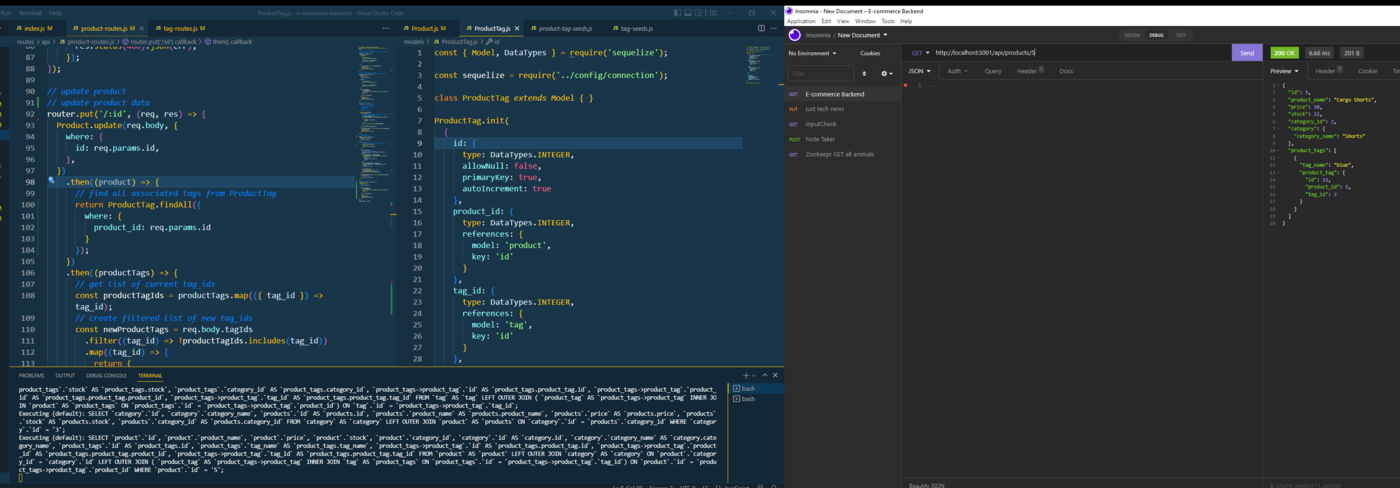 Run Terminal Help
ProductTag.js - e-commerce-backend - Visual Studio Code
index.js M
product-routes.js M
tag-routes.js M
routes > api > product-routes.js > router.put('/:id') callback > then() callback
87 });
88 });
89
90 // update product
91 // update product data
92 router.put('/:id', (req, res) => {
93 Product.update(req.body, {
94 where: {
95 id: req.params.id,
96 },
97 })
98 .then((product) => {
99 // find all associated tags from ProductTag
100 return ProductTag.findAll({
101 where: {
102 product_id: req.params.id
103 }
104 });
105 })
106 .then((productTags) => {
107 // get list of current tag_ids
108 const productTagIds = productTags.map(({ tag_id }) =>
tag_id);
109 // create filtered list of new tag_ids
110 const newProductTags = req.body.tagIds
111 .filter((tag_id) => !productTagIds.includes(tag_id))
112 .map((tag_id) => {
113 return {
Product.js M
ProductTag.js
product-tag-seeds.js
tag-seeds.js
models > ProductTag.js > id
1 const { Model, DataTypes } = require('sequelize');
2
3 const sequelize = require('../config/connection');
4
5 class ProductTag extends Model { }
6
7 ProductTag.init(
8 {
9 id: {
10 type: DataTypes.INTEGER,
11 allowNull: false,
12 primaryKey: true,
13 autoIncrement: true
14 },
15 product_id: {
16 type: DataTypes.INTEGER,
17 references: {
18 model: 'product',
19 key: 'id'
20 }
21 },
22 tag_id: {
23 type: DataTypes.INTEGER,
24 references: {
25 model: 'tag',
26 key: 'id'
27 }
28 },
PROBLEMS OUTPUT DEBUG CONSOLE TERMINAL
product_tags`.`stock` AS `product_tags.stock`, `product_tags`.`category_id` AS `product_tags.category_id`, `product_tags->product_tag`.`id` AS `product_tags.product_tag.id`, `product_tags->product_tag`.`product_
id` AS `product_tags.product_tag.product_id`, `product_tags->product_tag`.`tag_id` AS `product_tags.product_tag.tag_id` FROM `tag` AS `tag` LEFT OUTER JOIN ( `product_tag` AS `product_tags->product_tag` INNER JO
IN `product` AS `product_tags` ON `product_tags`.`id` = `product_tags->product_tag`.`product_id`) ON `tag`.`id` = `product_tags->product_tag`.`tag_id`;
Executing (default): SELECT `category`.`id`, `category`.`category_name`, `products`.`id` AS `products.id`, `products`.`product_name` AS `products.product_name`, `products`.`price` AS `products.price`, `products`
.`stock` AS `products.stock`, `products`.`category_id` AS `products.category_id` FROM `category` AS `category` LEFT OUTER JOIN `product` AS `products` ON `category`.`id` = `products`.`category_id` WHERE `categor
y`.`id` = '3';
Executing (default): SELECT `product`.`id`, `product`.`product_name`, `product`.`price`, `product`.`stock`, `product`.`category_id`, `category`.`id` AS `category.id`, `category`.`category_name` AS `category.cate
gory_name`, `product_tags`.`id` AS `product_tags.id`, `product_tags`.`tag_name` AS `product_tags.tag_name`, `product_tags->product_tag`.`id` AS `product_tags.product_tag.id`, `product_tags->product_tag`.`produc
t_id` AS `product_tags.product_tag.product_id`, `product_tags->product_tag`.`tag_id` AS `product_tags.product_tag.tag_id` FROM `product` AS `product` LEFT OUTER JOIN `category` AS `category` ON `product`.`categor
y_id` = `category`.`id` LEFT OUTER JOIN ( `product_tag` AS `product_tags->product_tag` INNER JOIN `tag` AS `product_tags` ON `product_tags`.`id` = `product_tags->product_tag`.`tag_id`) ON `product`.`id` = `produ
ct_tags->product_tag`.`product_id` WHERE `product`.`id` = '5';
bash
bash
Insomnia - New Document – E-commerce Backend
Application Edit View Window Tools Help
Insomnia / New Document
DESIGN DEBUG TEST
No Environment Cookies
Filter
GET E-commerce Backend
PUT just tech news
GET inputCheck
POST Note Taker
GET Zookeepr GET all animals
GET http://localhost:3001/api/products/5
Send
JSON Auth Query Header Docs
1 ...
Beautify JSON
200 OK 6.66 ms 201 B
Preview Header Cookie
1 {
2 "id": 5,
3 "product_name": "Cargo Shorts",
4 "price": 30,
5 "stock": 22,
6 "category_id": 2,
7 "category": {
8 "category_name": "Shorts"
9 },
10 "product_tags": [
11 {
12 "tag_name": "blue",
13 "product_tag": {
14 "id": 12,
15 "product_id": 5,
16 "tag_id": 3
17 }
18 }
19 ]
20 }
$.store.books[*].author